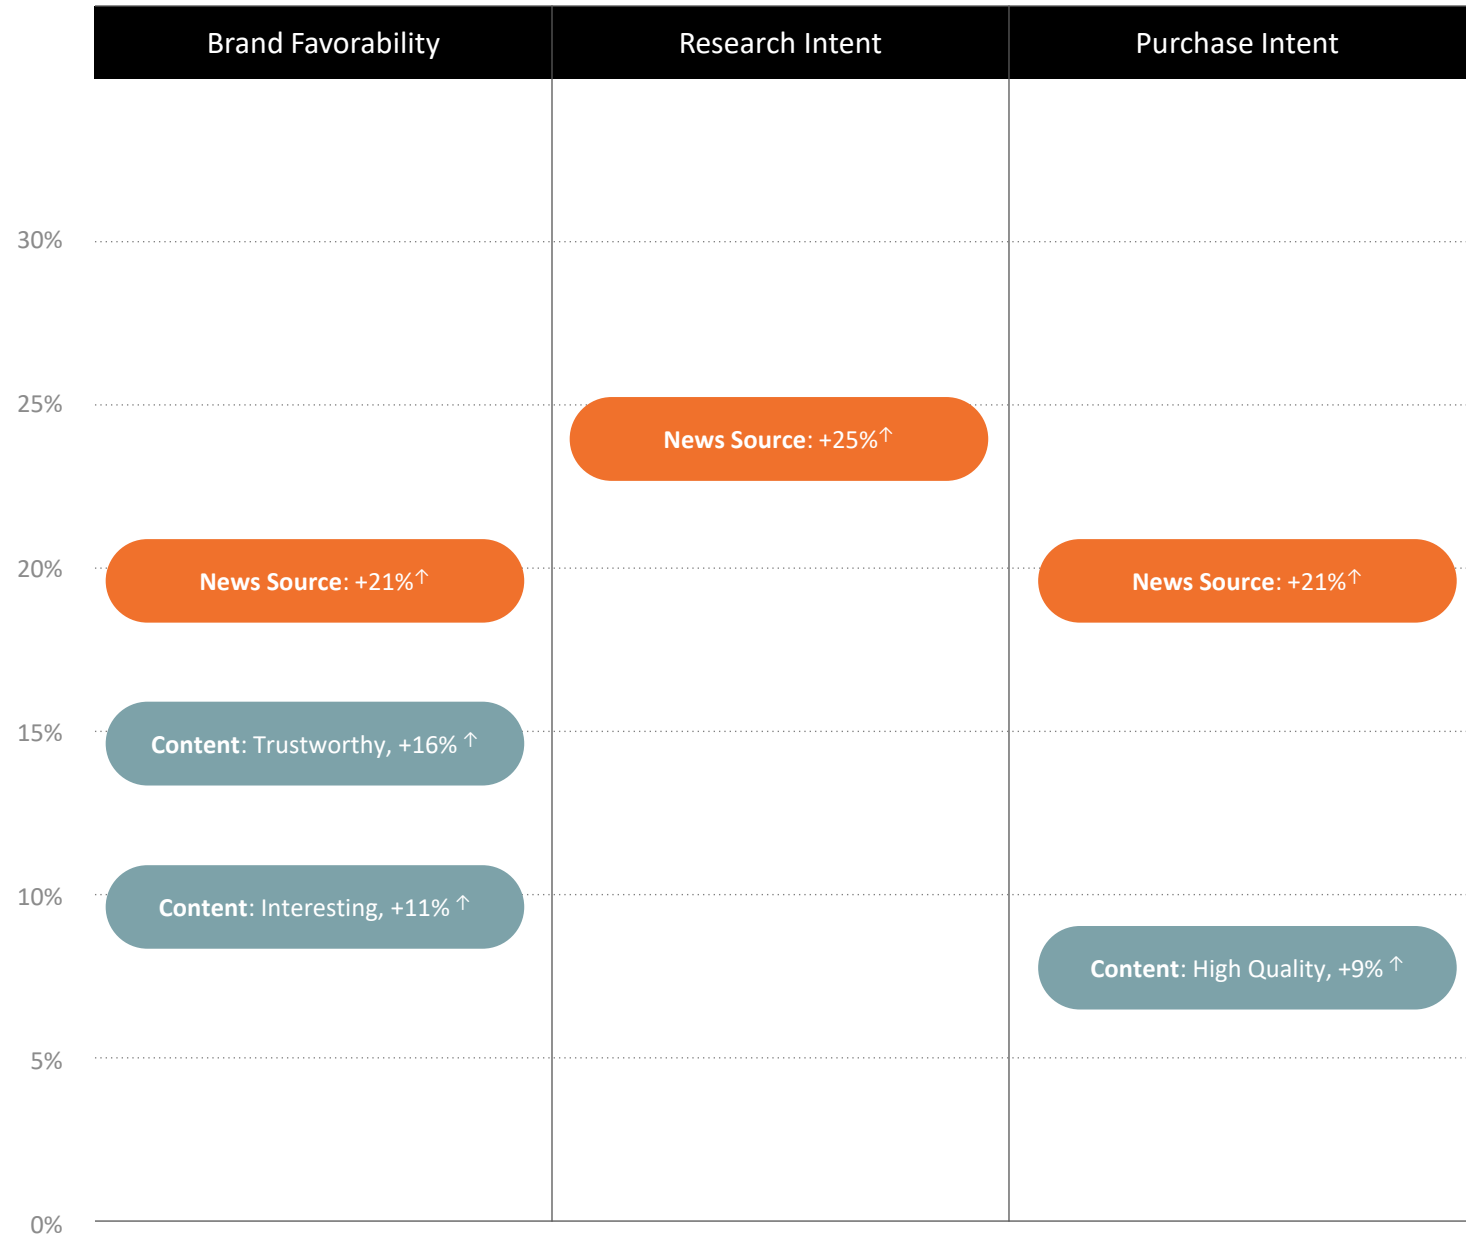 Brand Favorability
Research Intent
Purchase Intent
30%
25%
News Source: +25%↑
20%
News Source: +21%↑
News Source: +21%↑
15%
Content: Trustworthy, +16% ↑
10%
Content: Interesting, +11% ↑
Content: High Quality, +9% ↑
5%
0%